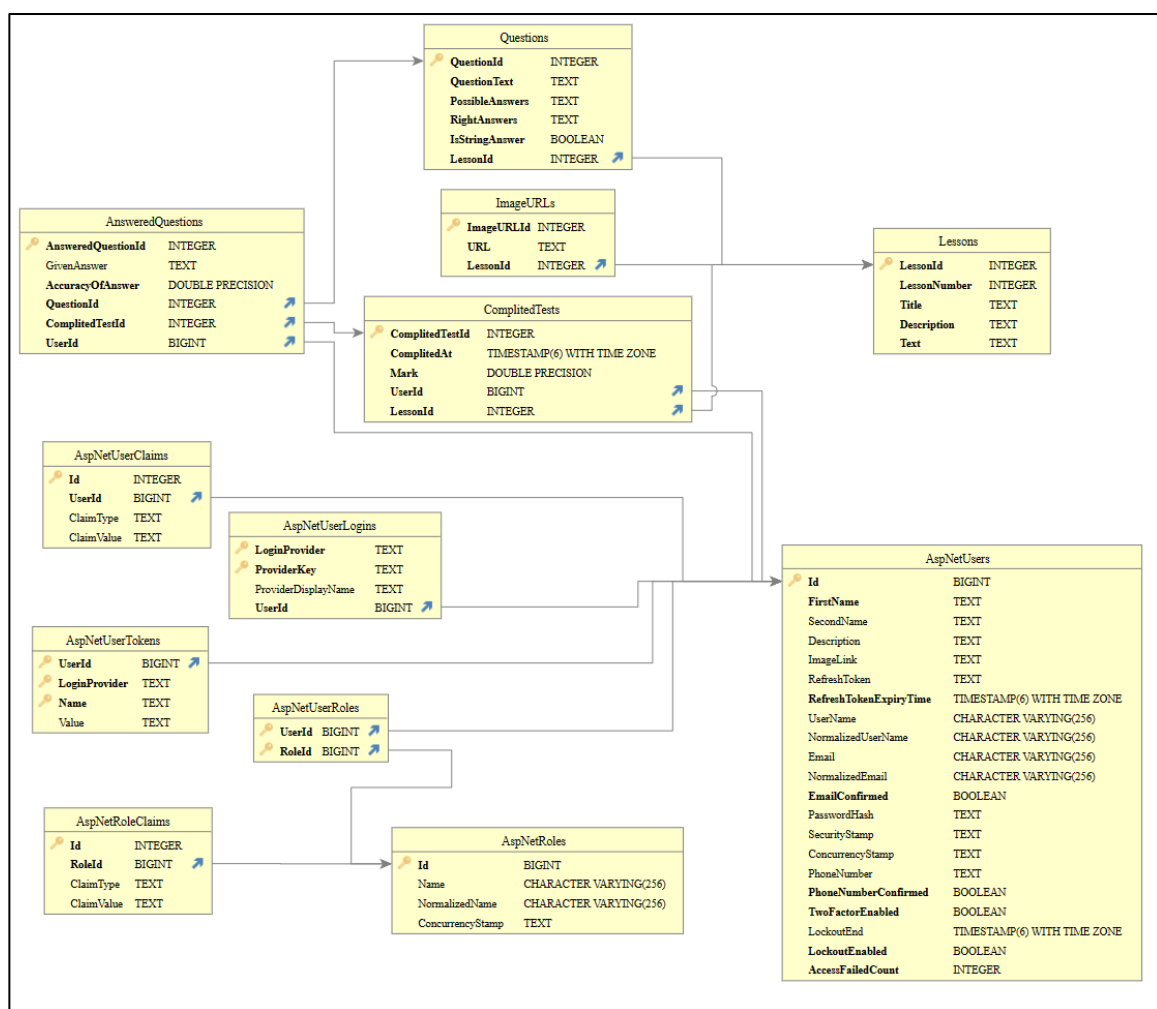 Questions
QuestionId INTEGER
QuestionText TEXT
PossibleAnswers TEXT
RightAnswers TEXT
IsStringAnswer BOOLEAN
LessonId INTEGER
ImageURLs
ImageURLId INTEGER
URL TEXT
LessonId INTEGER
AnsweredQuestions
AnsweredQuestionId INTEGER
GivenAnswer TEXT
AccuracyOfAnswer DOUBLE PRECISION
QuestionId INTEGER
ComplitedTestId INTEGER
UserId BIGINT
Lessons
LessonId INTEGER
LessonNumber INTEGER
Title TEXT
Description TEXT
Text TEXT
ComplitedTests
ComplitedTestId INTEGER
ComplitedAt TIMESTAMP(6) WITH TIME ZONE
Mark DOUBLE PRECISION
UserId BIGINT
LessonId INTEGER
AspNetUserClaims
Id INTEGER
UserId BIGINT
ClaimType TEXT
ClaimValue TEXT
AspNetUserLogins
LoginProvider TEXT
ProviderKey TEXT
ProviderDisplayName TEXT
UserId BIGINT
AspNetUsers
Id BIGINT
FirstName TEXT
SecondName TEXT
Description TEXT
ImageLink TEXT
RefreshToken TEXT
RefreshTokenExpiryTime TIMESTAMP(6) WITH TIME ZONE
UserName CHARACTER VARYING(256)
NormalizedUserName CHARACTER VARYING(256)
Email CHARACTER VARYING(256)
NormalizedEmail CHARACTER VARYING(256)
EmailConfirmed BOOLEAN
PasswordHash TEXT
SecurityStamp TEXT
ConcurrencyStamp TEXT
PhoneNumber TEXT
PhoneNumberConfirmed BOOLEAN
TwoFactorEnabled BOOLEAN
LockoutEnd TIMESTAMP(6) WITH TIME ZONE
LockoutEnabled BOOLEAN
AccessFailedCount INTEGER
AspNetUserTokens
UserId BIGINT
LoginProvider TEXT
Name TEXT
Value TEXT
AspNetUserRoles
UserId BIGINT
RoleId BIGINT
AspNetRoleClaims
Id INTEGER
RoleId BIGINT
ClaimType TEXT
ClaimValue TEXT
AspNetRoles
Id BIGINT
Name CHARACTER VARYING(256)
NormalizedName CHARACTER VARYING(256)
ConcurrencyStamp TEXT